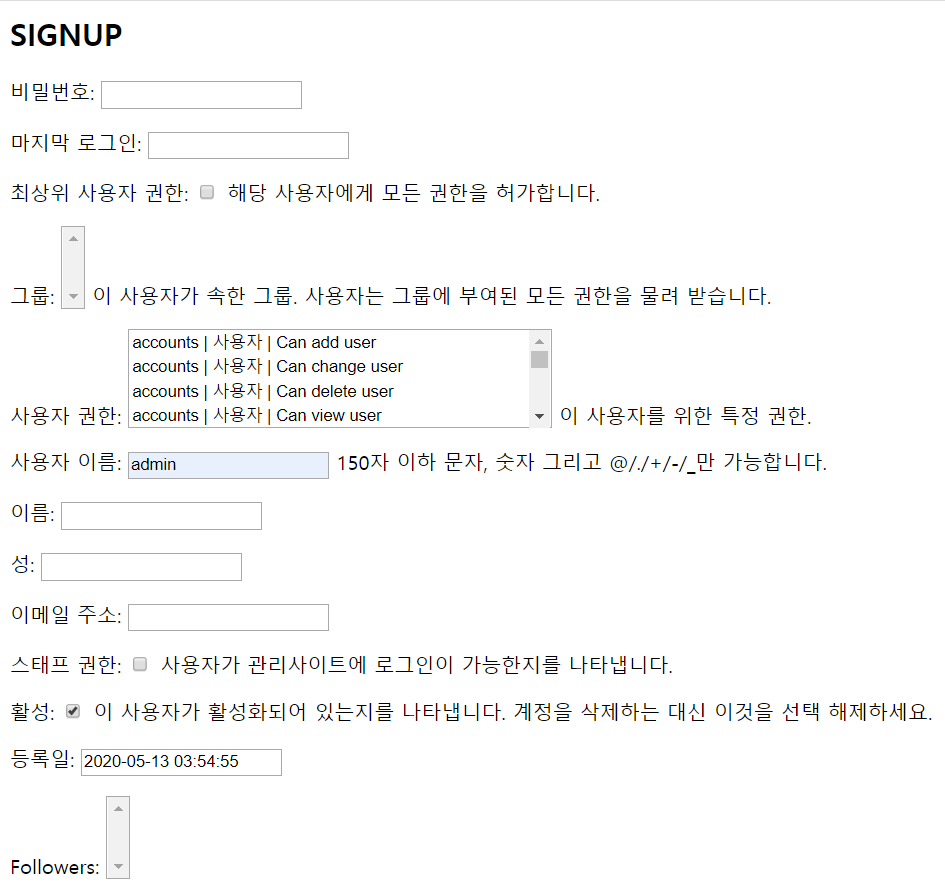 SIGNUP
비밀번호:
마지막 로그인:
최상위 사용자 권한: 해당 사용자에게 모든 권한을 허가합니다.
그룹: 이 사용자가 속한 그룹. 사용자는 그룹에 부여된 모든 권한을 물려 받습니다.
accounts | 사용자 | Can add user
accounts | 사용자 | Can change user
accounts | 사용자 | Can delete user
accounts | 사용자 | Can view user
사용자 권한: 이 사용자를 위한 특정 권한.
사용자 이름: admin 150자 이하 문자, 숫자 그리고 @/./+/-/_만 가능합니다.
이름:
성:
이메일 주소:
스태프 권한: 사용자가 관리사이트에 로그인이 가능한지를 나타냅니다.
활성: 이 사용자가 활성화되어 있는지를 나타냅니다. 계정을 삭제하는 대신 이것을 선택 해제하세요.
등록일: 2020-05-13 03:54:55
Followers: